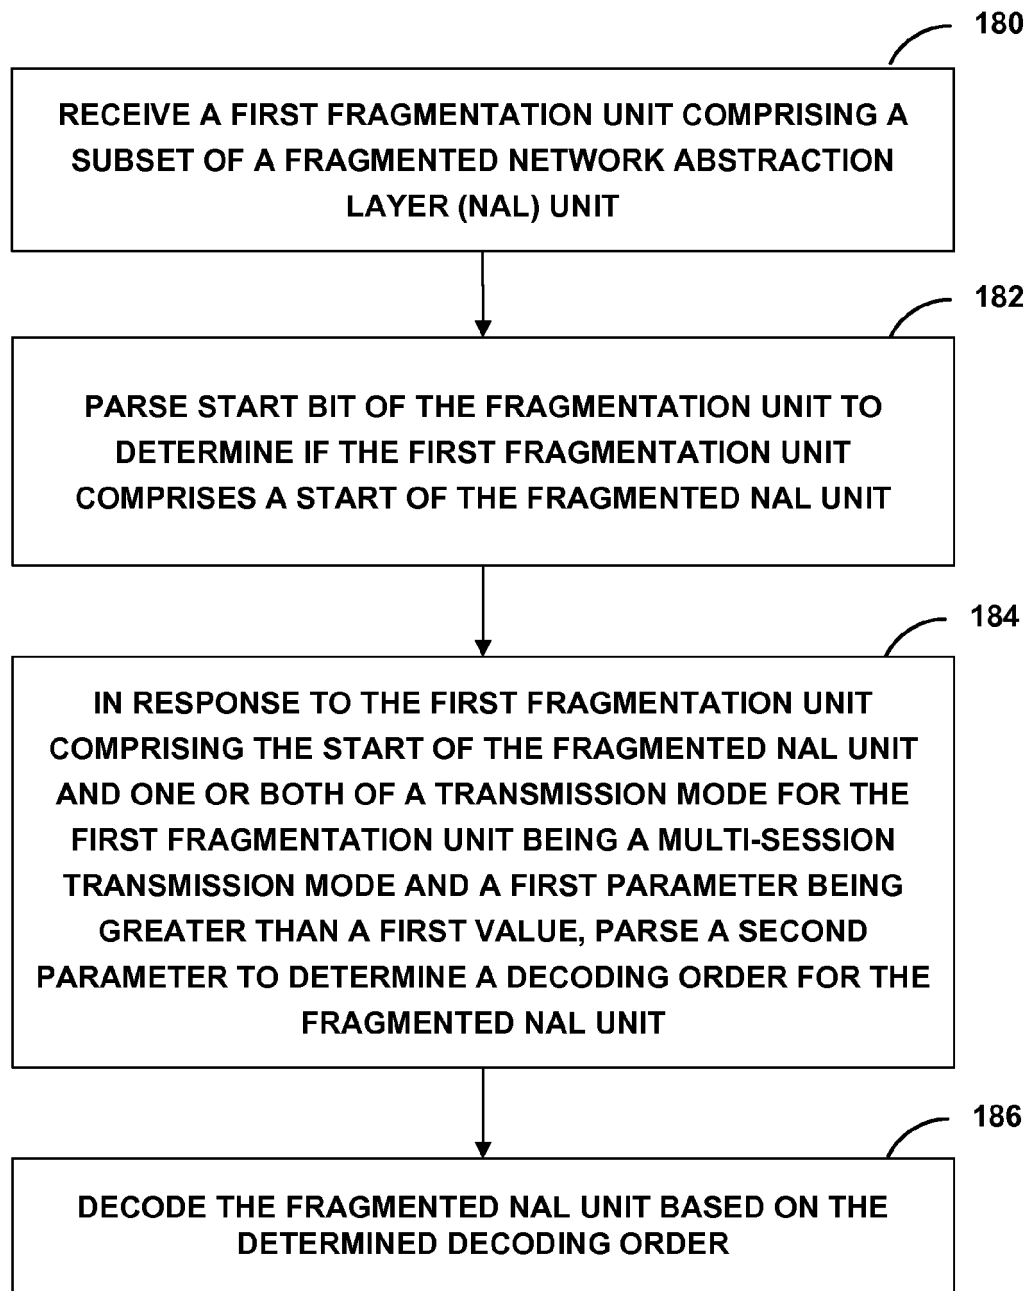 180
RECEIVE A FIRST FRAGMENTATION UNIT COMPRISING A
SUBSET OF A FRAGMENTED NETWORK ABSTRACTION
LAYER (NAL) UNIT
182
PARSE START BIT OF THE FRAGMENTATION UNIT TO
DETERMINE IF THE FIRST FRAGMENTATION UNIT
COMPRISES A START OF THE FRAGMENTED NAL UNIT
184
IN RESPONSE TO THE FIRST FRAGMENTATION UNIT
COMPRISING THE START OF THE FRAGMENTED NAL UNIT
AND ONE OR BOTH OF A TRANSMISSION MODE FOR THE
FIRST FRAGMENTATION UNIT BEING A MULTI-SESSION
TRANSMISSION MODE AND A FIRST PARAMETER BEING
GREATER THAN A FIRST VALUE, PARSE A SECOND
PARAMETER TO DETERMINE A DECODING ORDER FOR THE
FRAGMENTED NAL UNIT
186
DECODE THE FRAGMENTED NAL UNIT BASED ON THE
DETERMINED DECODING ORDER